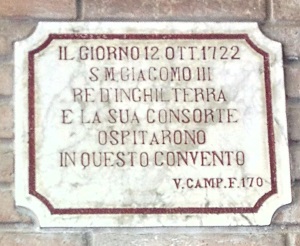 IL GIORNO 12 OTT. 1722
S.M. GIACOMO III
RE D'INGHILTERRA
E LA SUA CONSORTE
OSPITARONO
IN QUESTO CONVENTO
V. CAMP. F. 170